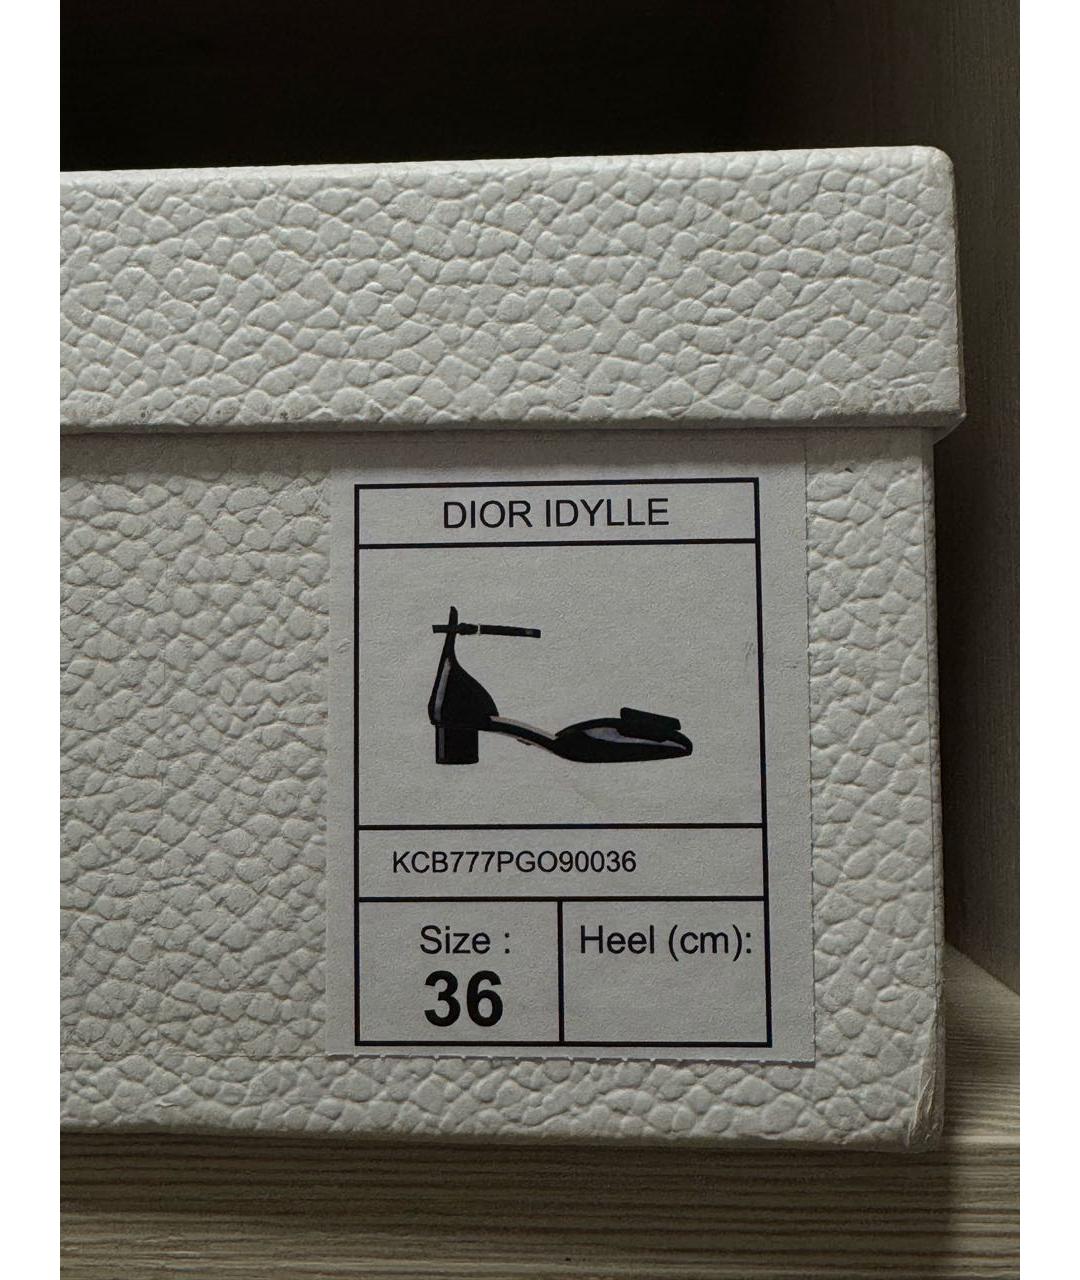 DIOR IDYLLE
KCB777PGO90036
Size :
36
Heel (cm):